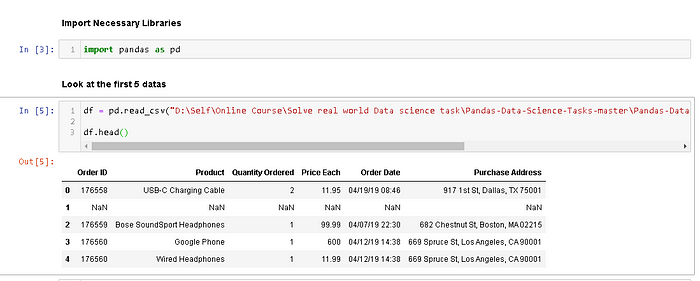 Import Necessary Libraries
In [3]: 1 import pandas as pd
Look at the first 5 datas
In [5]: 1 df = pd.read_csv("D:\Self\Online Course\Solve real world Data science task\Pandas-Data-Science-Tasks-master\Pandas-Data
2
3 df.head()
Out[5]:
Order ID Product Quantity Ordered Price Each Order Date Purchase Address
0 176558 USB-C Charging Cable 2 11.95 04/19/19 08:46 917 1st St, Dallas, TX 75001
1 NaN NaN NaN NaN NaN NaN
2 176559 Bose SoundSport Headphones 1 99.99 04/07/19 22:30 682 Chestnut St, Boston, MA 02215
3 176560 Google Phone 1 600 04/12/19 14:38 669 Spruce St, Los Angeles, CA 90001
4 176560 Wired Headphones 1 11.99 04/12/19 14:38 669 Spruce St, Los Angeles, CA 90001